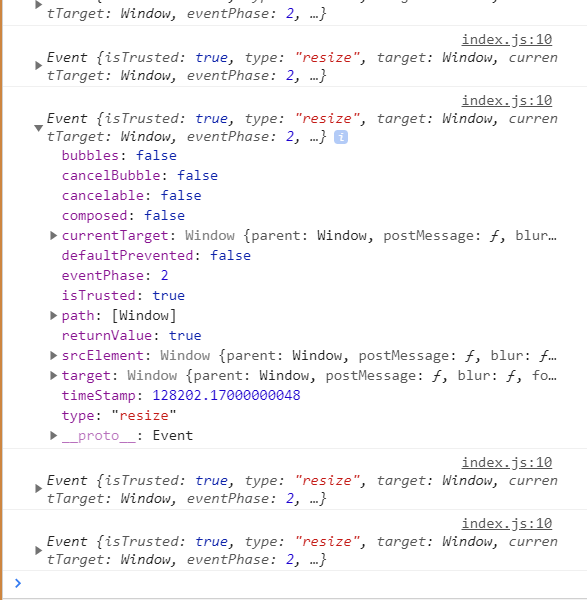 tTarget: Window, eventPhase: 2, …}
index.js:10
Event {isTrusted: true, type: "resize", target: Window, curren
tTarget: Window, eventPhase: 2, …}
index.js:10
Event {isTrusted: true, type: "resize", target: Window, curren
tTarget: Window, eventPhase: 2, …} i
bubbles: false
cancelBubble: false
cancelable: false
composed: false
currentTarget: Window {parent: Window, postMessage: ƒ, blur…
defaultPrevented: false
eventPhase: 2
isTrusted: true
path: [Window]
returnValue: true
srcElement: Window {parent: Window, postMessage: ƒ, blur: ƒ…
target: Window {parent: Window, postMessage: ƒ, blur: ƒ, fo…
timeStamp: 128202.17000000048
type: "resize"
__proto__: Event
index.js:10
Event {isTrusted: true, type: "resize", target: Window, curren
tTarget: Window, eventPhase: 2, …}
index.js:10
Event {isTrusted: true, type: "resize", target: Window, curren
tTarget: Window, eventPhase: 2, …}